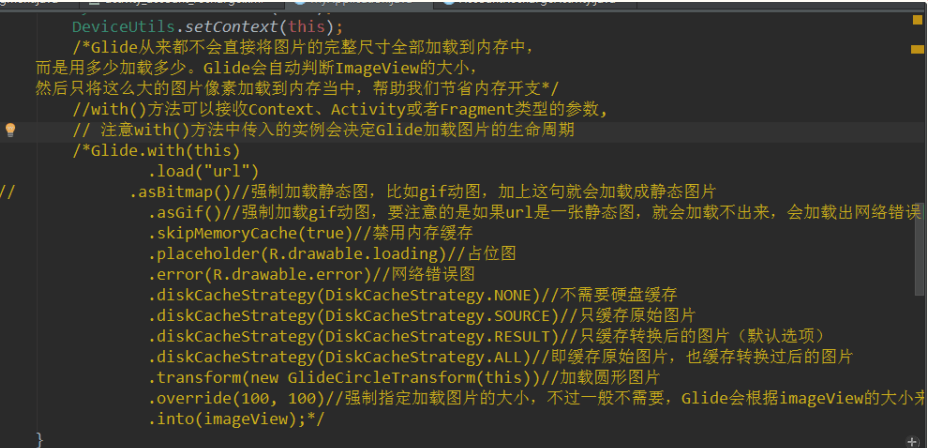 DeviceUtils.setContext(this);
/*Glide从来都不会直接将图片的完整尺寸全部加载到内存中,
而是用多少加载多少。Glide会自动判断ImageView的大小,
然后只将这么大的图片像素加载到内存当中，帮助我们节省内存开支*/
//with()方法可以接收Context、Activity或者Fragment类型的参数,
// 注意with()方法中传入的实例会决定Glide加载图片的生命周期
/*Glide.with(this)
.load("url")
// .asBitmap()//强制加载静态图，比如gif动图，加上这句就会加载成静态图片
.asGif()//强制加载gif动图，要注意的是如果url是一张静态图，就会加载不出来，会加载出网络错误
.skipMemoryCache(true)//禁用内存缓存
.placeholder(R.drawable.loading)//占位图
.error(R.drawable.error)//网络错误图
.diskCacheStrategy(DiskCacheStrategy.NONE)//不需要硬盘缓存
.diskCacheStrategy(DiskCacheStrategy.SOURCE)//只缓存原始图片
.diskCacheStrategy(DiskCacheStrategy.RESULT)//只缓存转换后的图片（默认选项）
.diskCacheStrategy(DiskCacheStrategy.ALL)//即缓存原始图片，也缓存转换过后的图片
.transform(new GlideCircleTransform(this))//加载圆形图片
.override(100, 100)//强制指定加载图片的大小，不过一般不需要，Glide会根据imageView的大小来
.into(imageView);*/
}